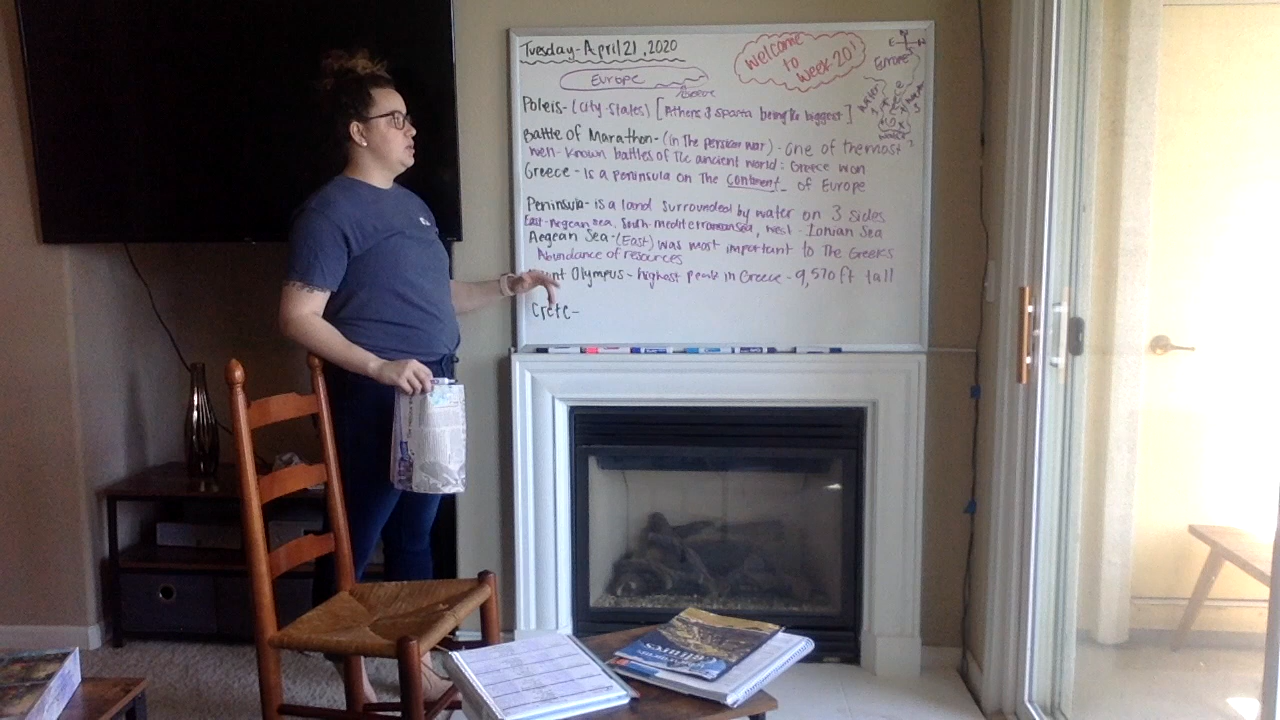 Tuesday-April 21, 2020
Welcome
to
Week 20!
Europe
Greece
Europe
Greece
water
Poleis- (city-states) [Athens & Sparta being the biggest]
Battle of Marathon- (in The persian war) - one of the most
well-known battles of The ancient world: Greece won
Greece - is a peninsula on The continent of Europe
Peninsula- is a land surrounded by water on 3 sides
East- Aegean sea, South- mediterranean Sea, west - Ionian Sea
Aegean Sea-(East) was most important to The Greeks
Abundance of resources
Olympus - highest peak in Greece - 9,570 ft tall
Crete-